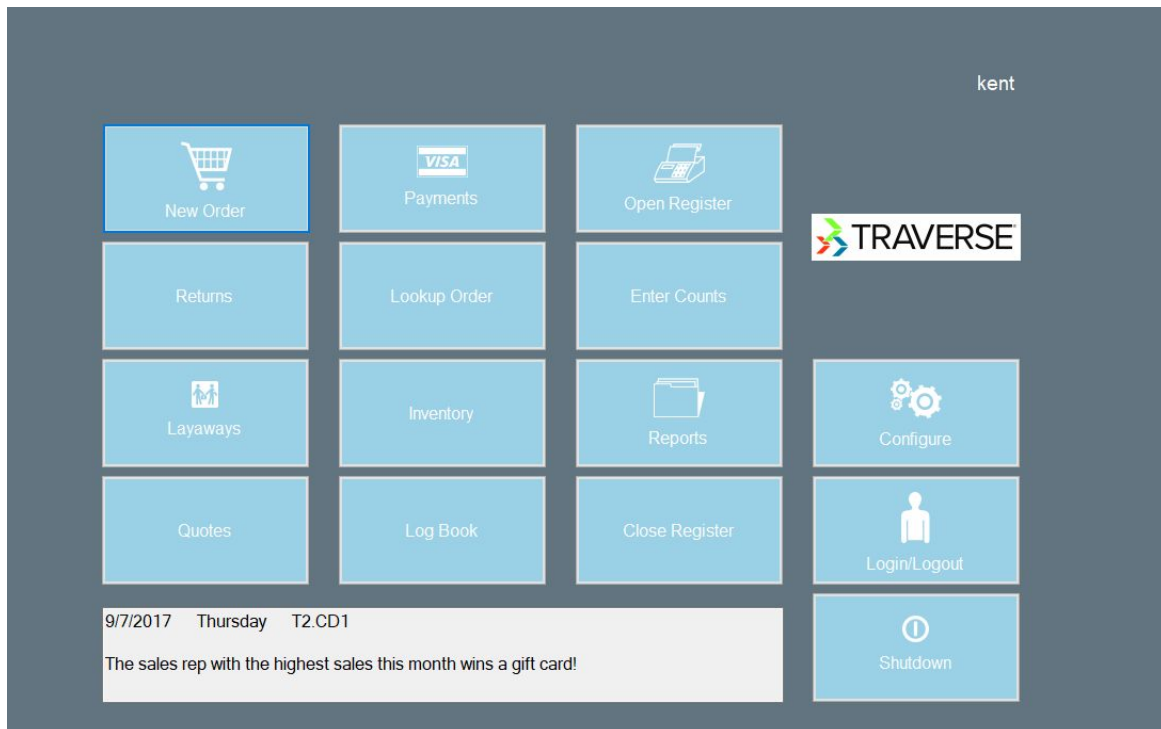 kent
VISA
New Order
Payments
Open Register
TRAVERSE
Returns
Lookup Order
Enter Counts
Layaways
Inventory
Reports
Configure
Quotes
Log Book
Close Register
Login/Logout
9/7/2017 Thursday T2.CD1
The sales rep with the highest sales this month wins a gift card!
Shutdown